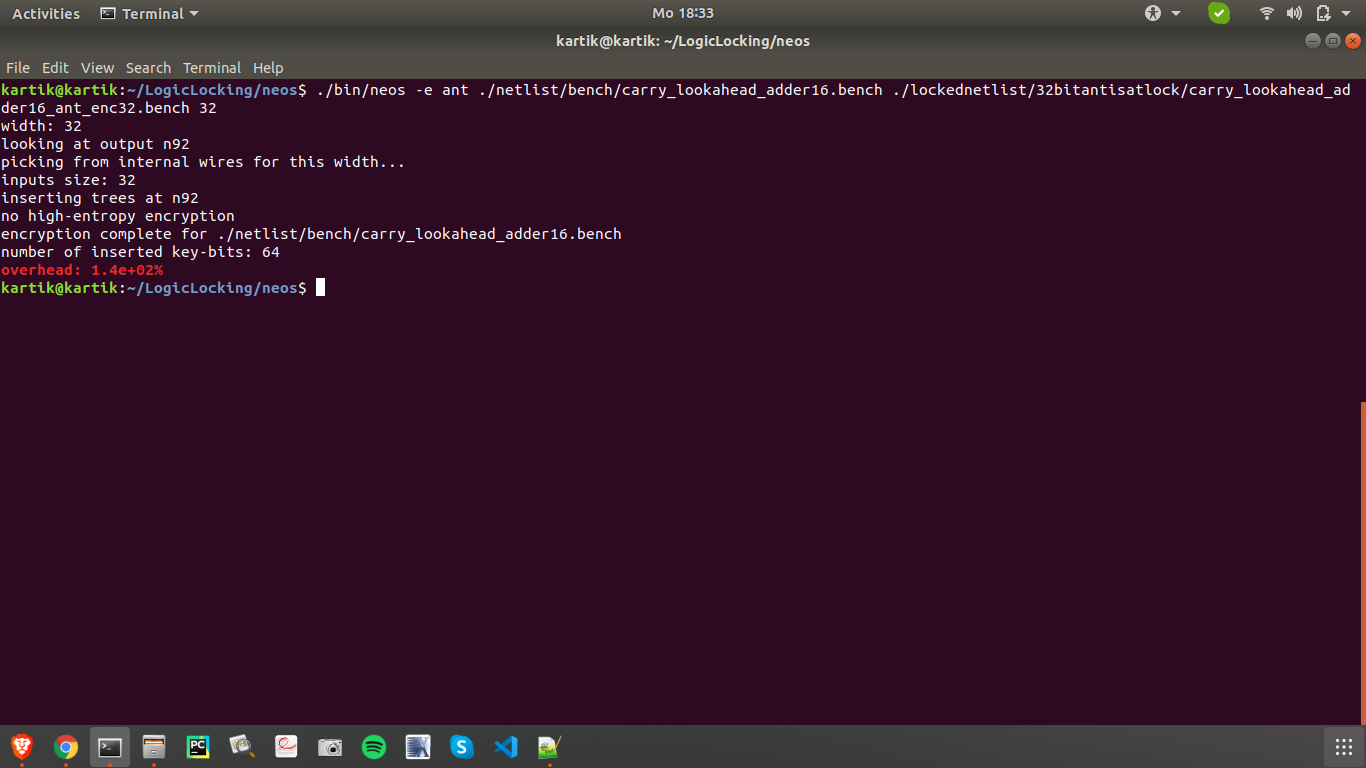 Activities Terminal Mo 18:33
kartik@kartik: ~/LogicLocking/neos
File Edit View Search Terminal Help
kartik@kartik:~/LogicLocking/neos$ ./bin/neos -e ant ./netlist/bench/carry_lookahead_adder16.bench ./lockednetlist/32bitantisatlock/carry_lookahead_ad
der16_ant_enc32.bench 32
width: 32
looking at output n92
picking from internal wires for this width...
inputs size: 32
inserting trees at n92
no high-entropy encryption
encryption complete for ./netlist/bench/carry_lookahead_adder16.bench
number of inserted key-bits: 64
overhead: 1.4e+02%
kartik@kartik:~/LogicLocking/neos$
PC
S